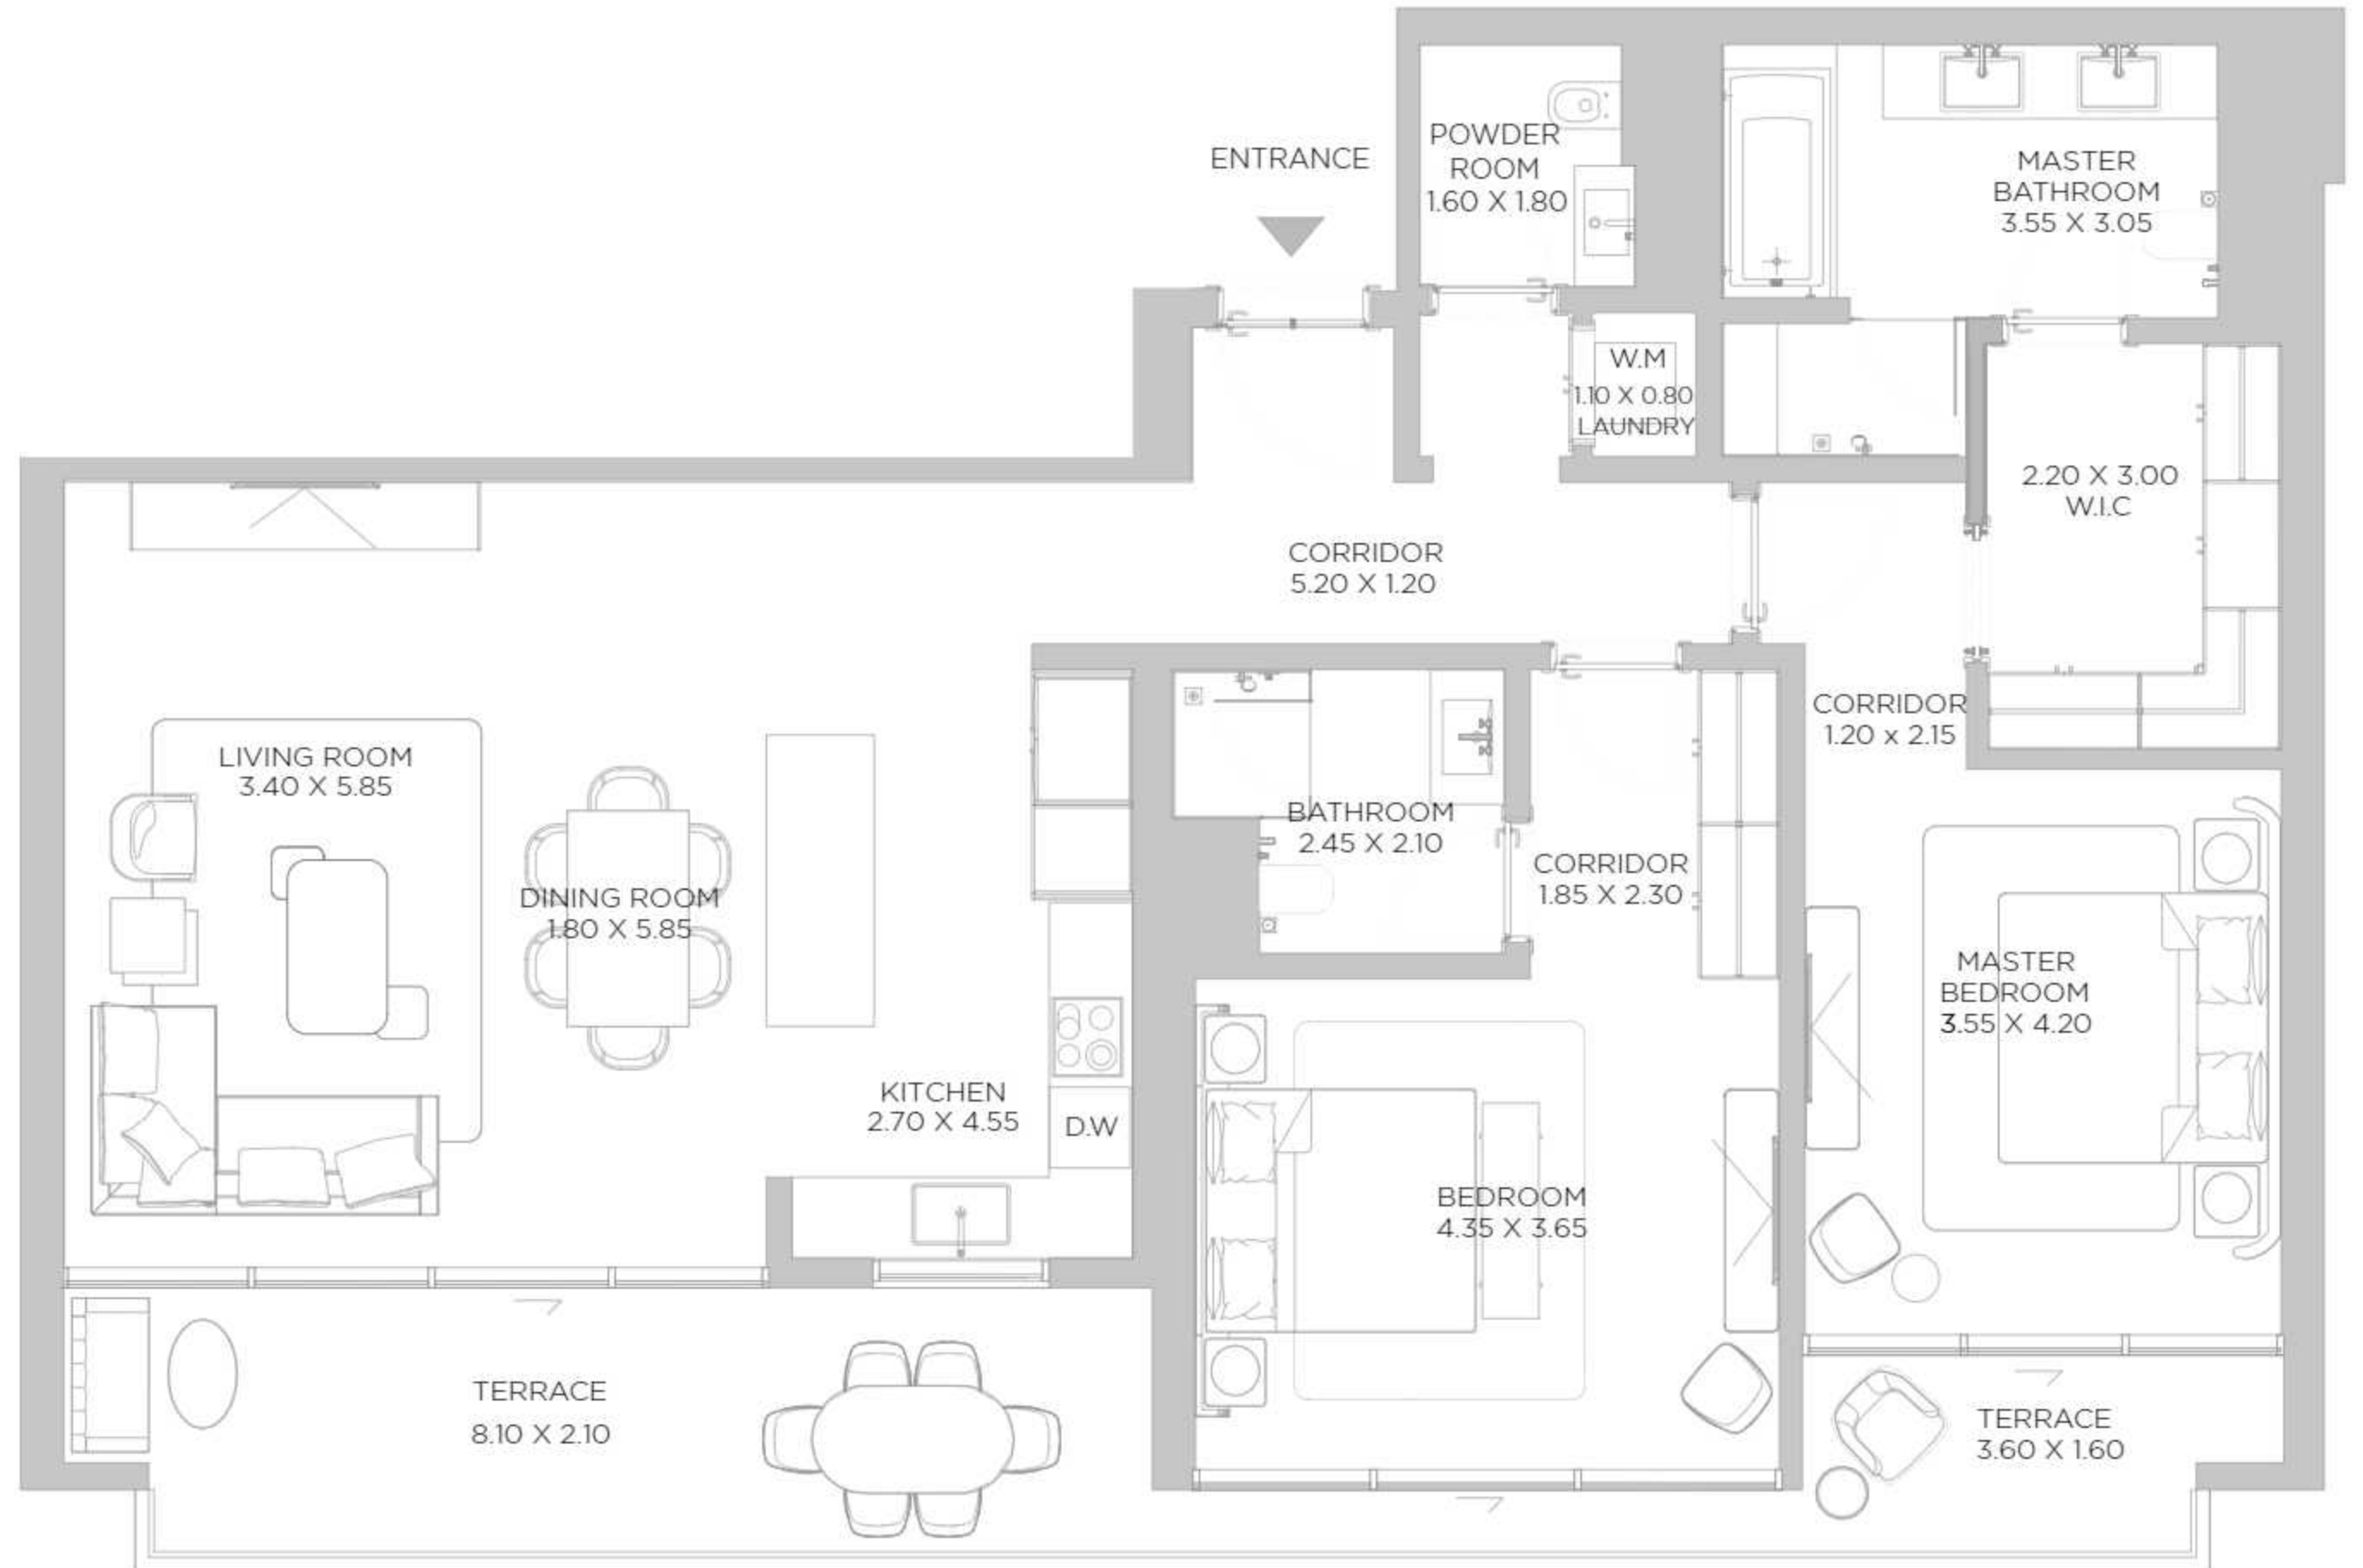 ENTRANCE
POWDER
ROOM
1.60 X 1.80
MASTER
BATHROOM
3.55 X 3.05
W.M
1.10 X 0.80
LAUNDRY
2.20 X 3.00
W.I.C
CORRIDOR
5.20 X 1.20
CORRIDOR
1.20 x 2.15
LIVING ROOM
3.40 X 5.85
DINING ROOM
1.80 X 5.85
BATHROOM
2.45 X 2.10
CORRIDOR
1.85 X 2.30
MASTER
BEDROOM
3.55 X 4.20
KITCHEN
2.70 X 4.55
D.W
BEDROOM
4.35 X 3.65
TERRACE
8.10 X 2.10
TERRACE
3.60 X 1.60